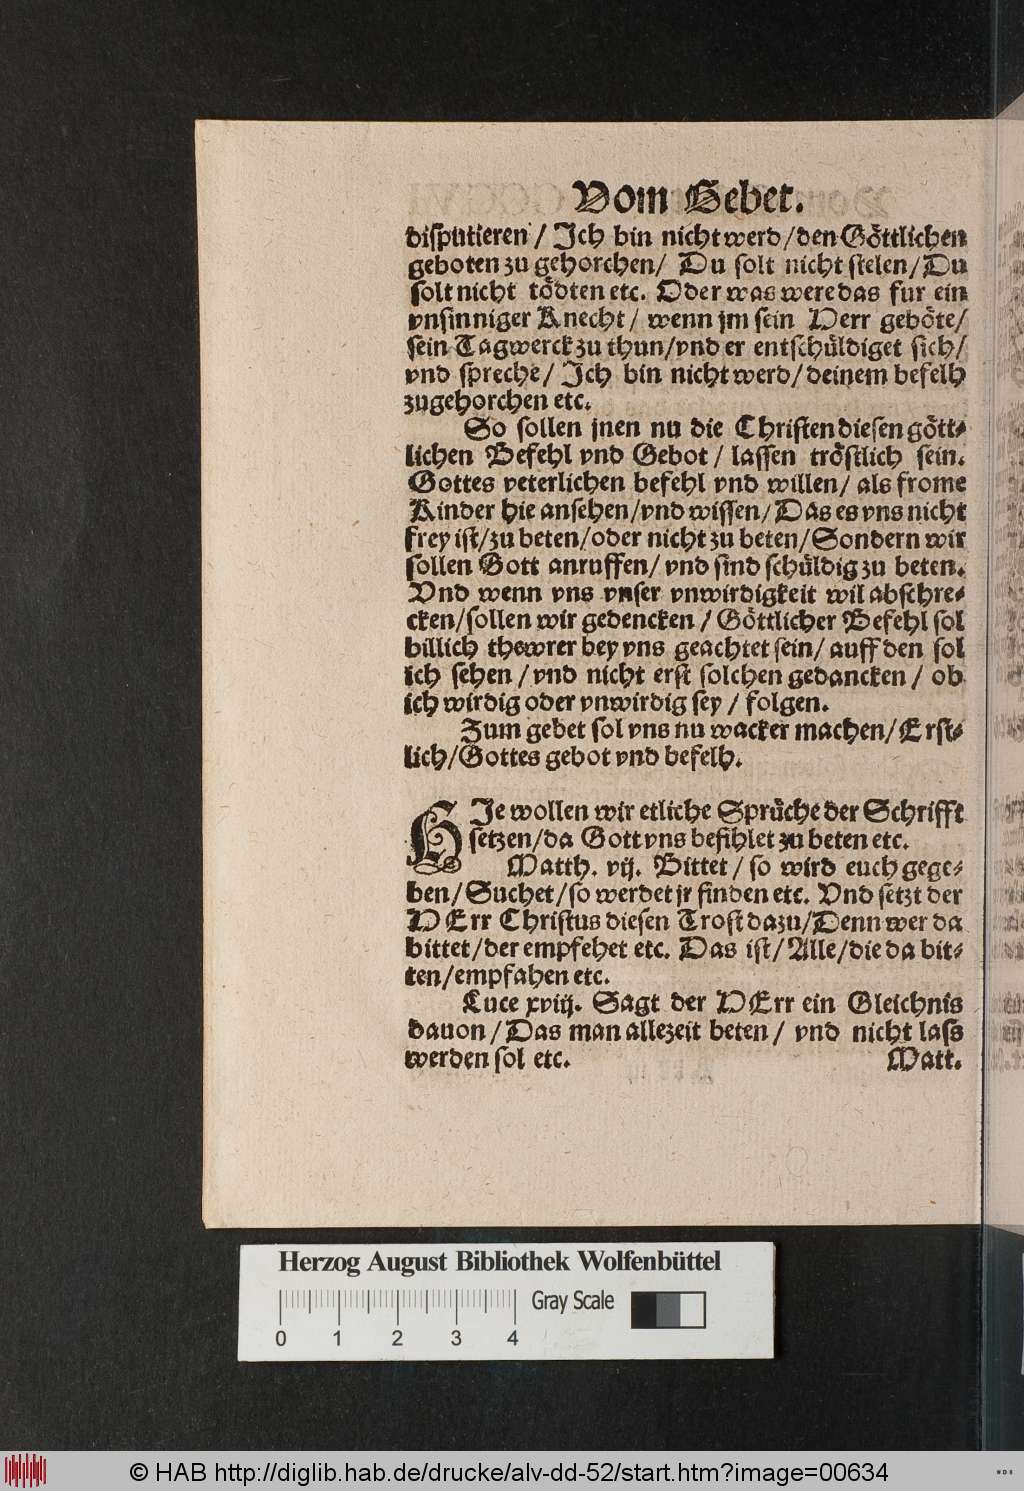 Vom Gebet.
disputieren / Ich bin nicht werd / den Göttlichen
geboten zu gehorchen / Du solt nicht stelen / Du
solt nicht tödten etc. Oder was were das fur ein
vnsinniger Knecht / wenn jm sein Herr geböte /
sein Tagwerck zu thun / vnd er entschüldiget sich /
vnd spreche / Ich bin nicht werd / deinem befelh
zugehorchen etc.
So sollen jnen nu die Christen diesen gött-
lichen Befehl vnd Gebot / lassen tröstlich sein.
Gottes veterlichen befehl vnd willen / als frome
Kinder hie ansehen / vnd wissen / Das es vns nicht
frey ist / zu beten / oder nicht zu beten / Sondern wir
sollen Gott anruffen / vnd sind schüldig zu beten.
Vnd wenn vns vnser vnwirdigkeit wil abschre-
cken / sollen wir gedencken / Göttlicher Befehl sol
billich thewrer bey vns geachtet sein / auff den sol
ich sehen / vnd nicht erst solchen gedancken / ob
ich wirdig oder vnwirdig sey / folgen.
Zum gebet sol vns nu wacker machen / Erst-
lich / Gottes gebot vnd befelh.
HJe wollen wir etliche Sprüche der Schrifft
setzen / da Gott vns befihlet zu beten etc.
Matth. vij. Bittet / so wird euch gege-
ben / Suchet / so werdet jr finden etc. Vnd setzt der
HErr Christus diesen Trost dazu / Denn wer da
bittet / der empfehet etc. Das ist / Alle / die da bit-
ten / empfahen etc.
Luce xviij. Sagt der HErr ein Gleichnis
dauon / Das man allezeit beten / vnd nicht lass
werden sol etc. Matt.
Herzog August Bibliothek Wolfenbüttel
Gray Scale
0 1 2 3 4
© HAB http://diglib.hab.de/drucke/alv-dd-52/start.htm?image=00634